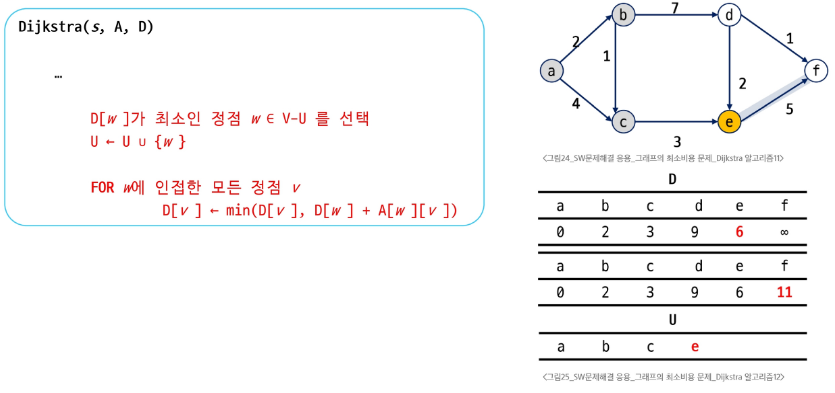 Dijkstra(s, A, D)
…
D[w]가 최소인 정점 w ∈ V-U 를 선택
U ← U ∪ {w}
FOR w에 인접한 모든 정점 v
D[v] ← min(D[v], D[w] + A[w][v])
b 7 d
2 1 1
a f
4 2
5
c e
3
<그림24_SW문제해결 응용_그래프의 최소비용 문제_Dijkstra 알고리즘11>
D
a b c d e f
0 2 3 9 6 ∞
a b c d e f
0 2 3 9 6 11
U
a b c e
<그림25_SW문제해결 응용_그래프의 최소비용 문제_Dijkstra 알고리즘12>